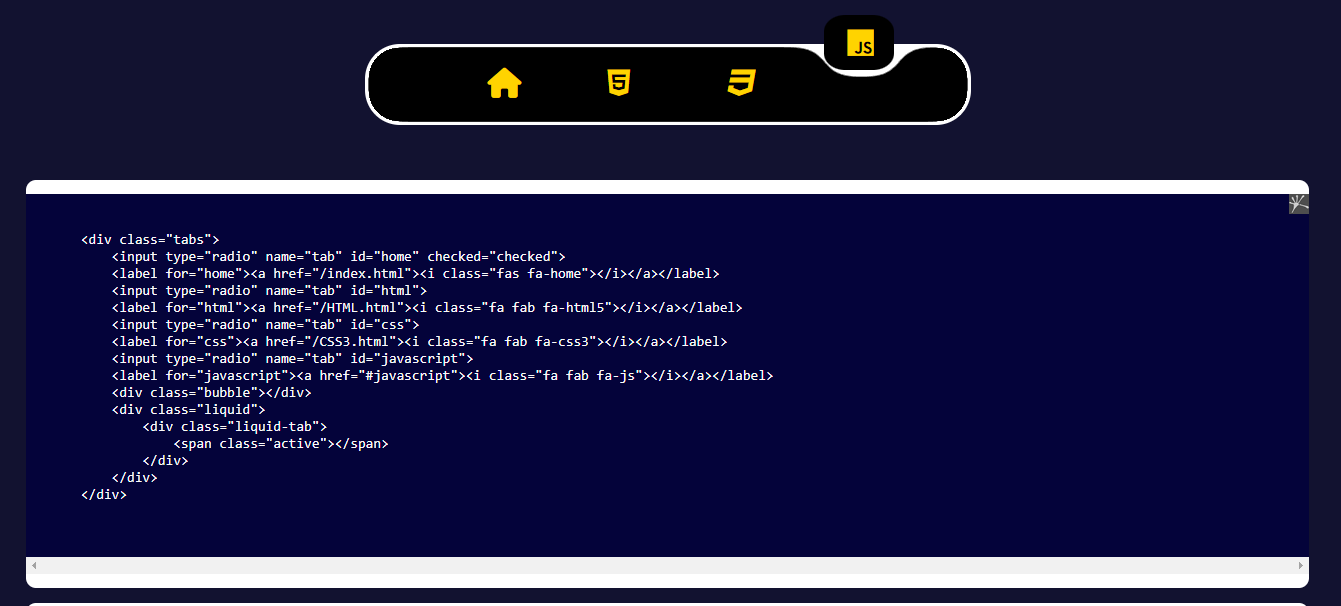 JS
<div class="tabs">
    <input type="radio" name="tab" id="home" checked="checked">
    <label for="home"><a href="/index.html"><i class="fas fa-home"></i></a></label>
    <input type="radio" name="tab" id="html">
    <label for="html"><a href="/HTML.html"><i class="fa fab fa-html5"></i></a></label>
    <input type="radio" name="tab" id="css">
    <label for="css"><a href="/CSS3.html"><i class="fa fab fa-css3"></i></a></label>
    <input type="radio" name="tab" id="javascript">
    <label for="javascript"><a href="#javascript"><i class="fa fab fa-js"></i></a></label>
    <div class="bubble"></div>
    <div class="liquid">
        <div class="liquid-tab">
            <span class="active"></span>
        </div>
    </div>
</div>